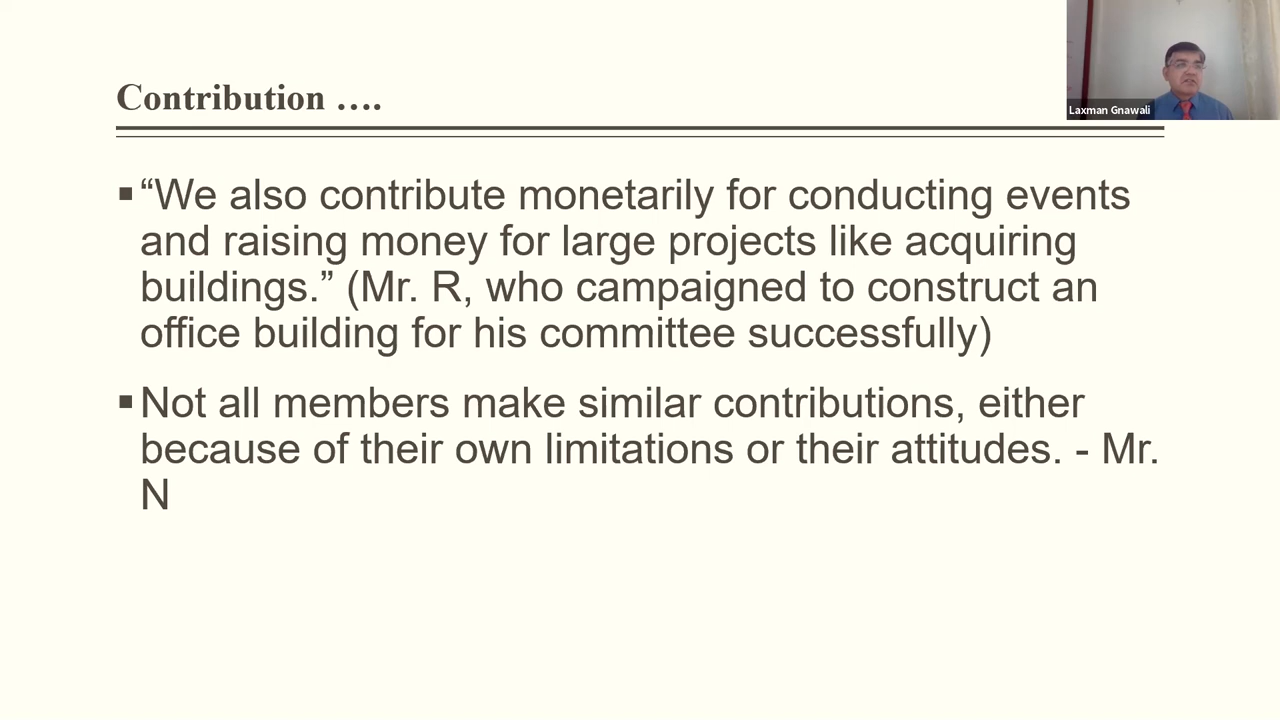 Contribution ….
Laxman Gnawali
▪“We also contribute monetarily for conducting events
and raising money for large projects like acquiring
buildings.” (Mr. R, who campaigned to construct an
office building for his committee successfully)
▪Not all members make similar contributions, either
because of their own limitations or their attitudes. - Mr.
N